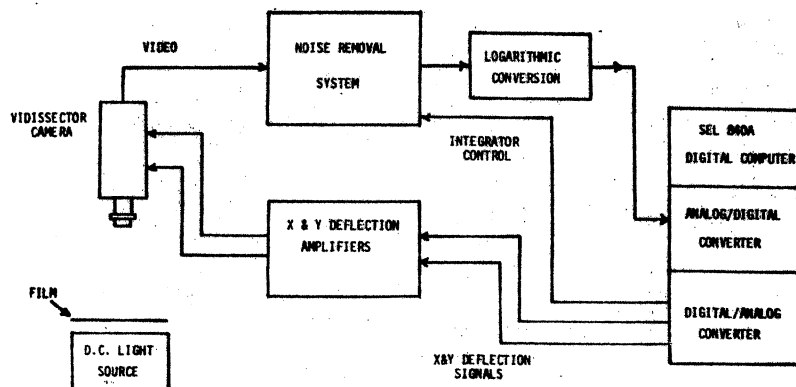 VIDEO
NOISE REMOVAL
SYSTEM
LOGARITHMIC
CONVERSION
VIDISSECTOR
CAMERA
INTEGRATOR
CONTROL
SEL 840A
DIGITAL COMPUTER
ANALOG/DIGITAL
CONVERTER
X & Y DEFLECTION
AMPLIFIERS
FILM
DIGITAL/ANALOG
CONVERTER
D.C. LIGHT
SOURCE
X&Y DEFLECTION
SIGNALS